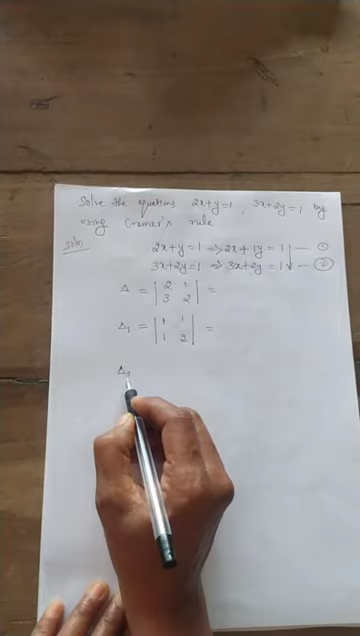 Solve the equations 2x+y=1, 3x+2y=1 by
using Cramer's rule
Soln 2x+y=1 ⇒ 2x+1y=1 — ①
3x+2y=1 ⇒ 3x+2y=1 — ②
Δ = | 2 1 |
| 3 2 | =
Δ₁ = | 1 1 |
| 1 2 | =
Δ₂